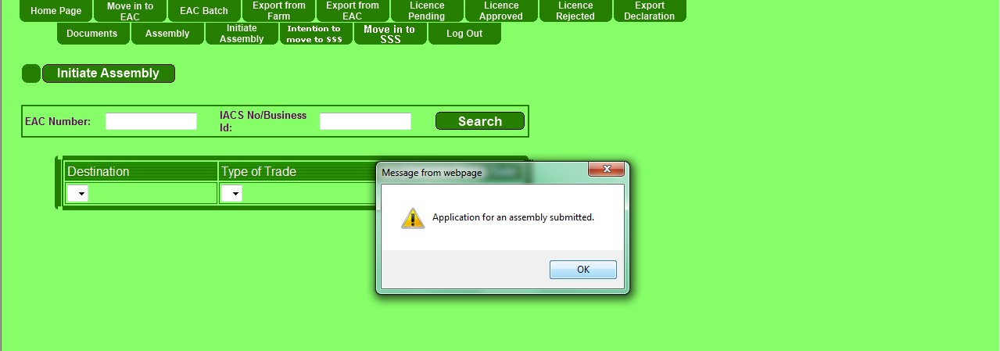 Home Page
Move in to
EAC
EAC Batch
Export from
Farm
Export from
EAC
Licence
Pending
Licence
Approved
Licence
Rejected
Export
Declaration
Documents
Assembly
Initiate
Assembly
Intention to
move to SSS
Move in to
SSS
Log Out
Initiate Assembly
EAC Number:
IACS No/Business
Id:
Search
Destination
Type of Trade
Message from webpage
Application for an assembly submitted.
OK